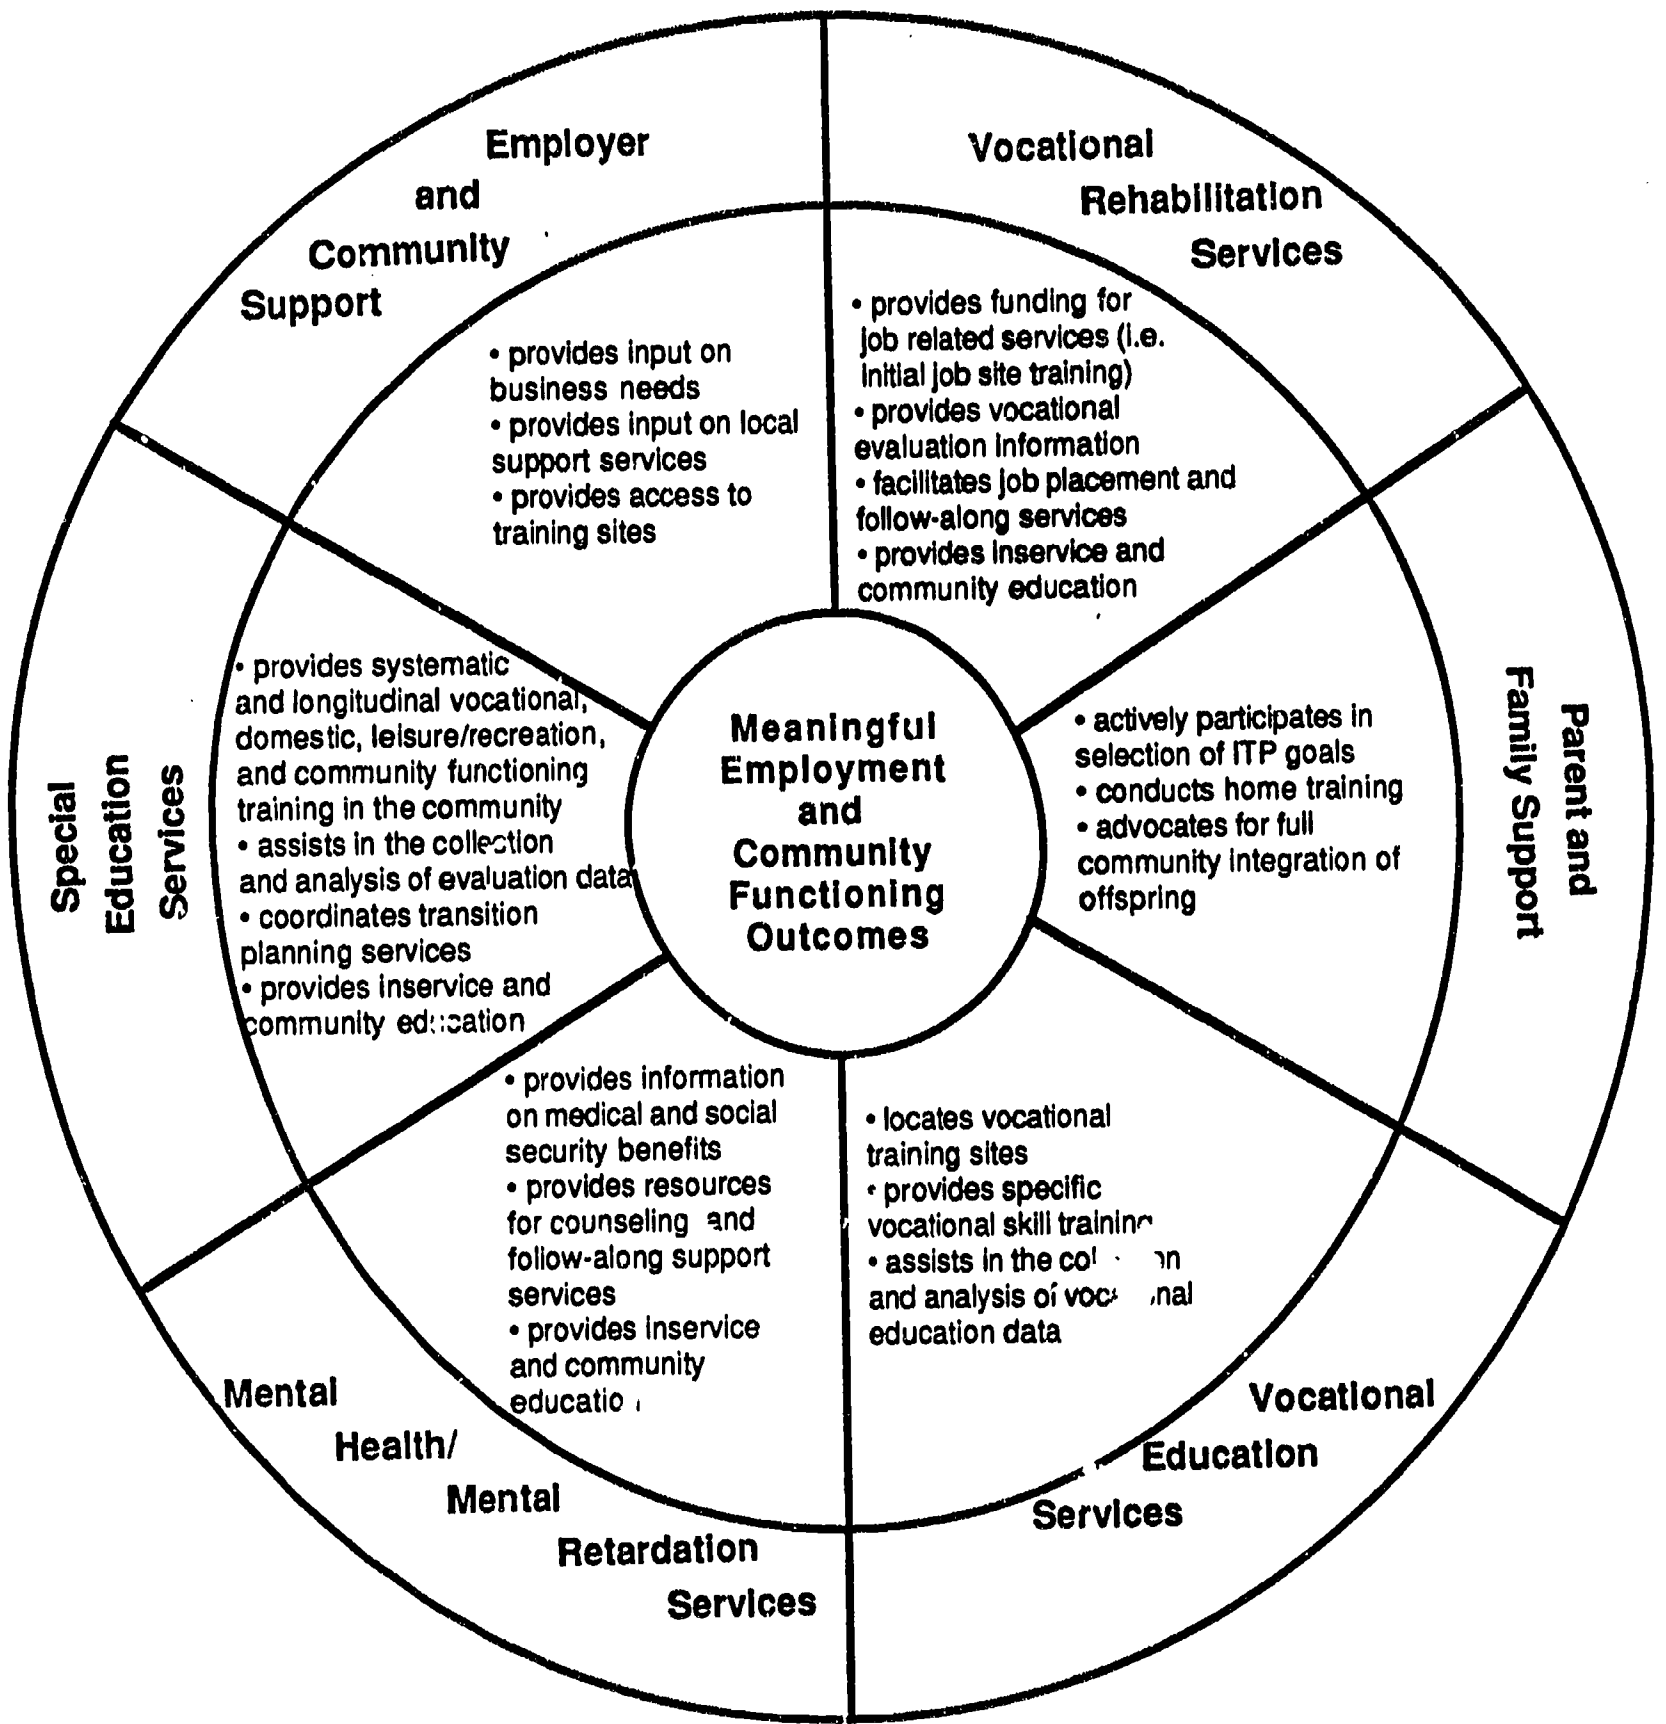 Employer
and
Community
Support
• provides input on
business needs
• provides input on local
support services
• provides access to
training sites
Vocational
Rehabilitation
Services
• provides funding for
job related services (i.e.
initial job site training)
• provides vocational
evaluation information
• facilitates job placement and
follow-along services
• provides inservice and
community education
Parent and
Family Support
• actively participates in
selection of ITP goals
• conducts home training
• advocates for full
community integration of
offspring
Vocational
Education
Services
• locates vocational
training sites
• provides specific
vocational skill training
• assists in the
and analysis of
education data
Mental
Health/
Mental
Retardation
Services
• provides information
on medical and social
security benefits
• provides resources
for counseling and
follow-along support
services
• provides inservice
and community
education
Special
Education
Services
• provides systematic
and longitudinal vocational,
domestic, leisure/recreation,
and community functioning
training in the community
• assists in the collection
and analysis of evaluation data
• coordinates transition
planning services
• provides inservice and
community education
Meaningful
Employment
and
Community
Functioning
Outcomes